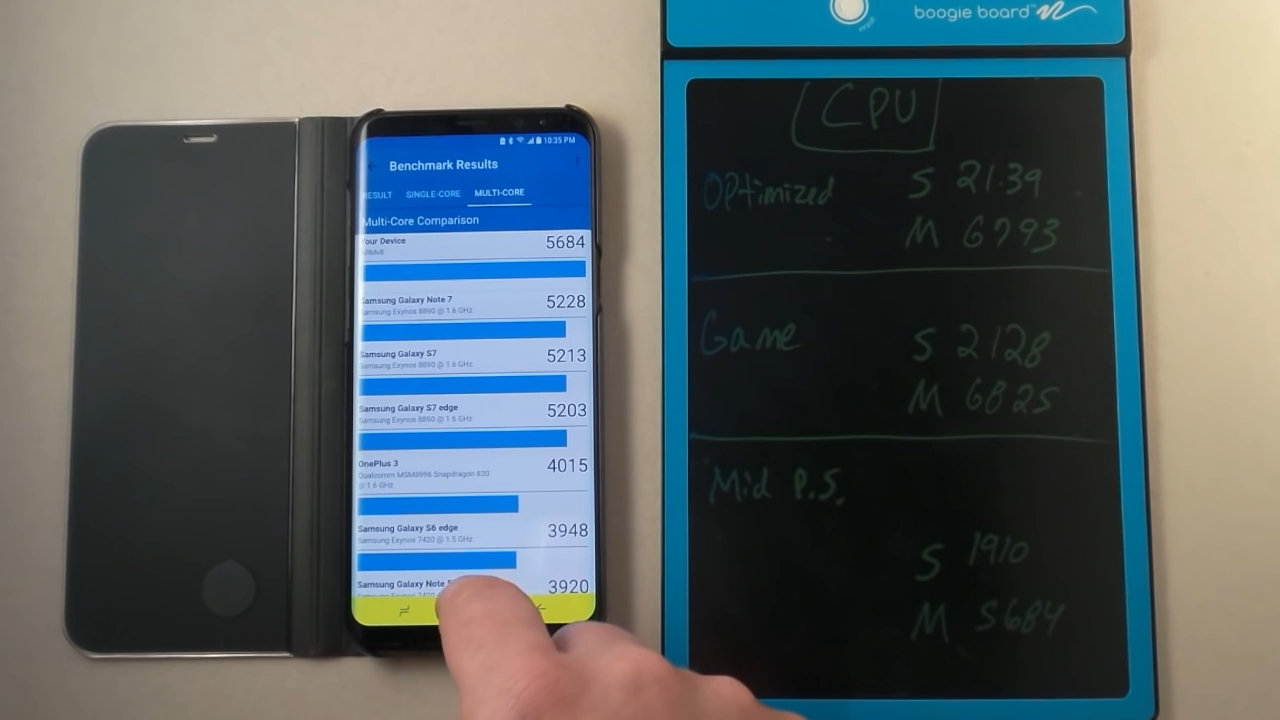 10:35 PM
Benchmark Results
RESULT SINGLE-CORE MULTI-CORE
Multi-Core Comparison
Your Device 5684
ARMv8
Samsung Galaxy Note 7 5228
Samsung Exynos 8890 @ 1.6 GHz
Samsung Galaxy S7 5213
Samsung Exynos 8890 @ 1.6 GHz
Samsung Galaxy S7 edge 5203
Samsung Exynos 8890 @ 1.6 GHz
OnePlus 3 4015
Qualcomm MSM8996 Snapdragon 820
@ 1.6 GHz
Samsung Galaxy S6 edge 3948
Samsung Exynos 7420 @ 1.5 GHz
Samsung Galaxy Note 3920
boogie board™
CPU
Optimized S 21.39
M 6793
Game S 2128
M 6825
Mid P.S.
S 1910
M 5684